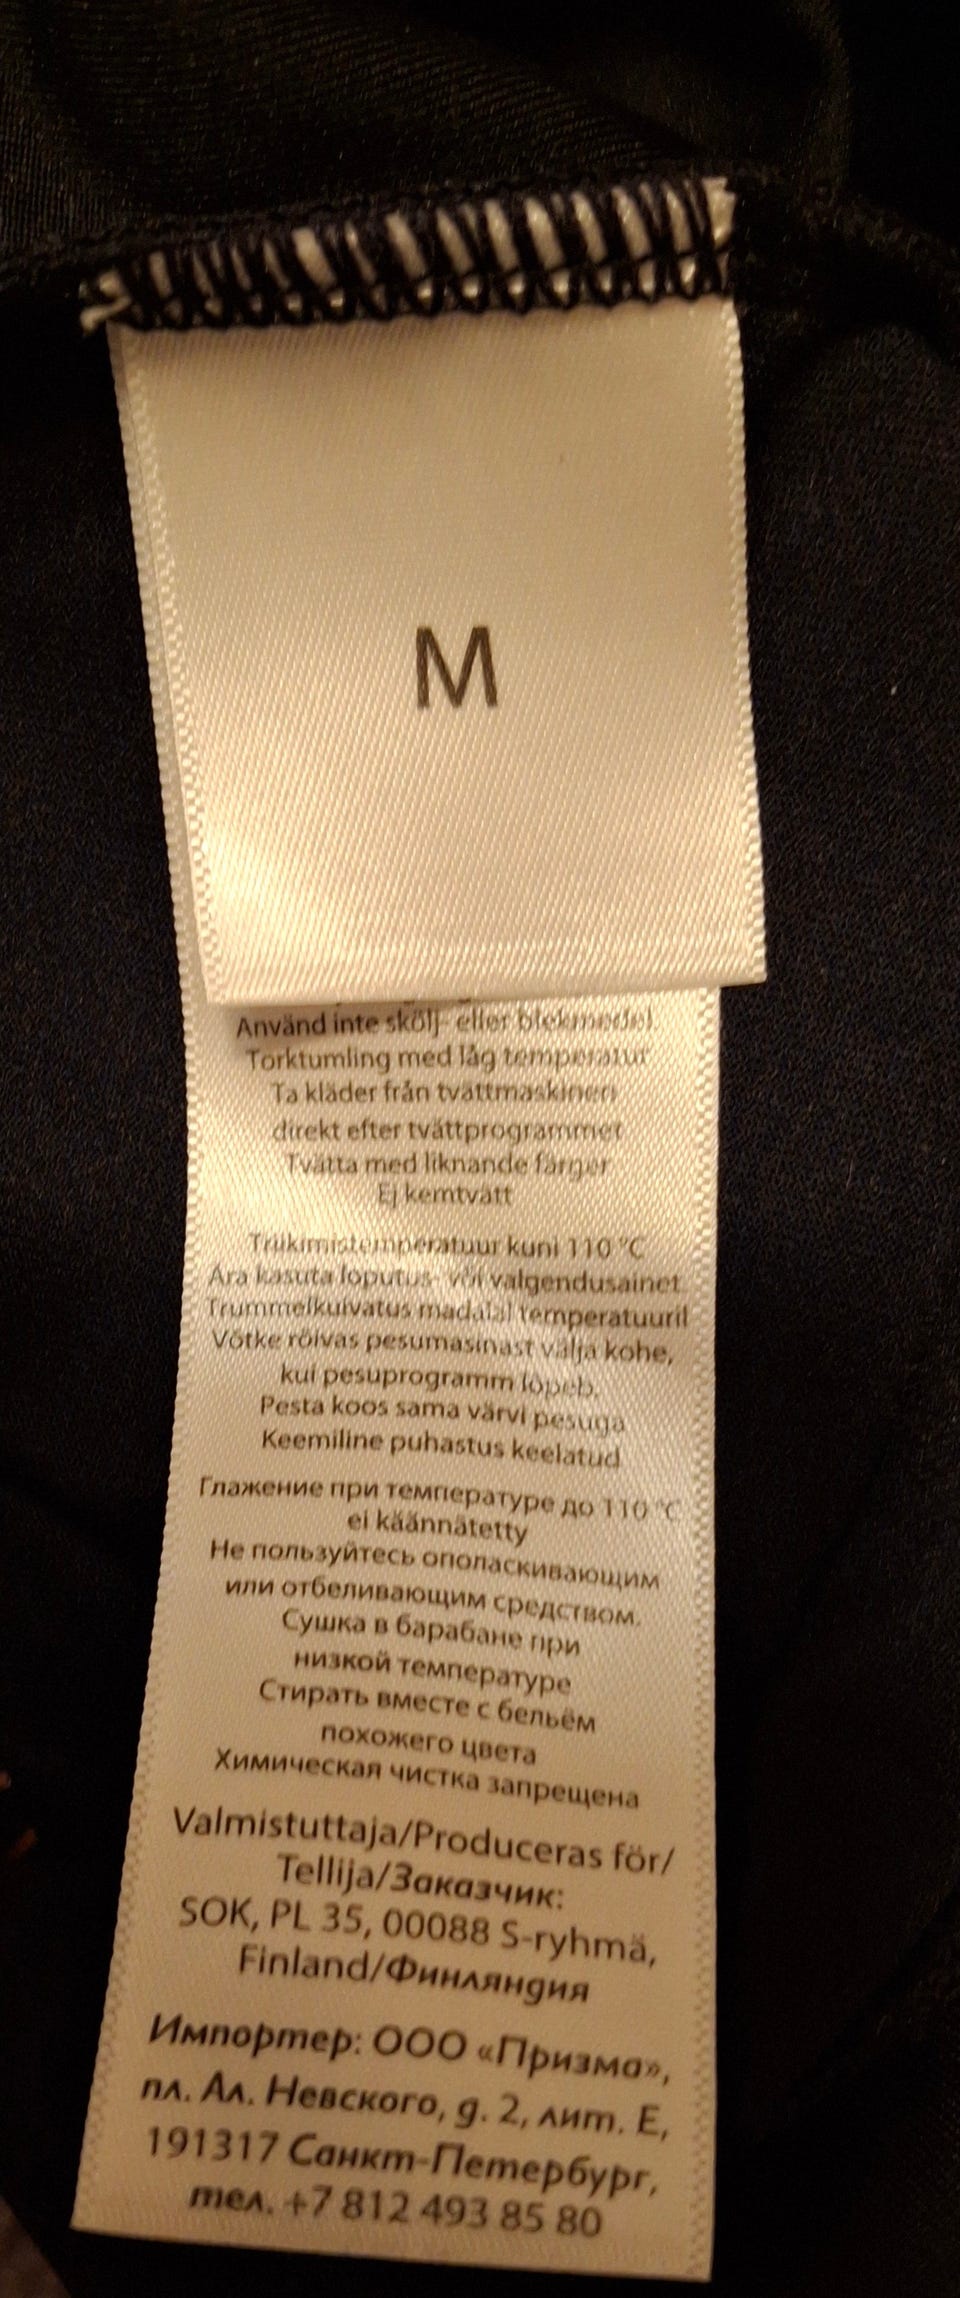 M
Använd inte skölj- eller blekmedel.
Torktumling med låg temperatur
Ta kläder från tvättmaskinen
direkt efter tvättprogrammet
Tvätta med liknande färger
Ej kemtvätt
Triikimistemperatuur kuni 110 °C
Ära kasuta loputus- või valgendusainet.
Trummelkuivatus madalal temperatuuril
Võtke rõivas pesumasinast välja kohe,
kui pesuprogramm lõpeb.
Pesta koos sama värvi pesuga
Keemiline puhastus keelatud
Глажение при температуре до 110 °C
ei käännätetty
Не пользуйтесь ополаскивающим
или отбеливающим средством.
Сушка в барабане при
низкой температуре
Стирать вместе с бельём
похожего цвета
Химическая чистка запрещена
Valmistuttaja/Produceras för/
Tellija/Заказчик:
SOK, PL 35, 00088 S-ryhmä,
Finland/Финляндия
Импортер: ООО «Призма»,
пл. Ал. Невского, д. 2, лит. Е,
191317 Санкт-Петербург,
тел. +7 812 493 85 80